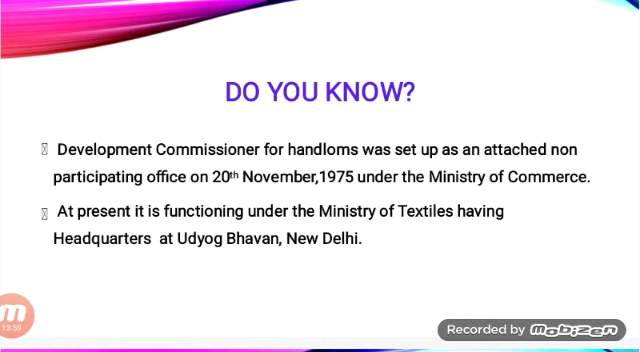 DO YOU KNOW?
Development Commissioner for handloms was set up as an attached non
participating office on 20th November,1975 under the Ministry of Commerce.
At present it is functioning under the Ministry of Textiles having
Headquarters at Udyog Bhavan, New Delhi.
m
13:59
Recorded by mobizen